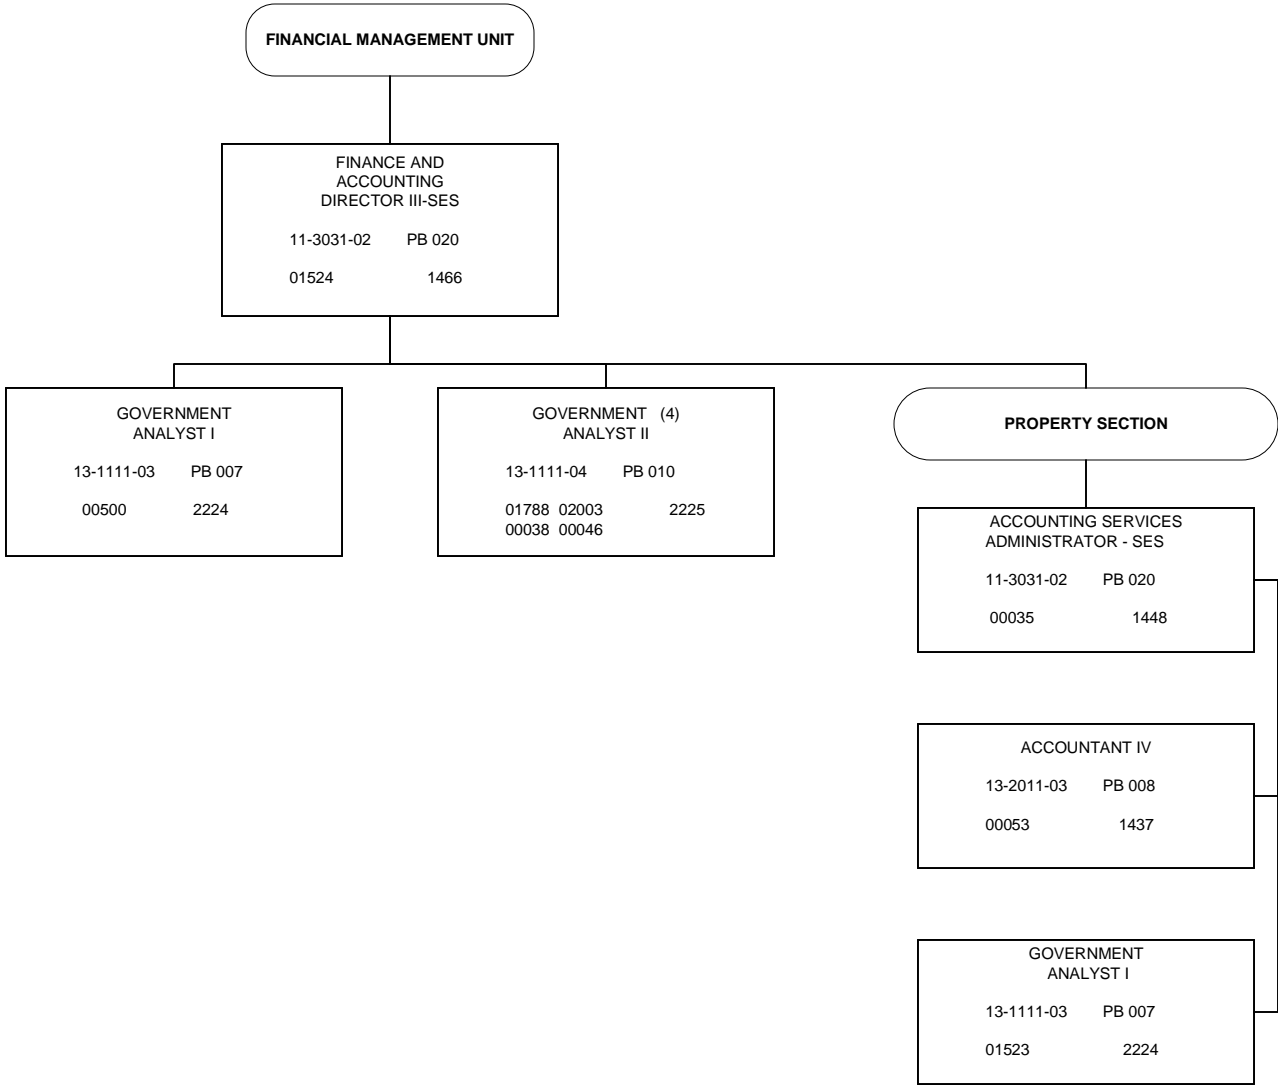 FINANCIAL MANAGEMENT UNIT
FINANCE AND
ACCOUNTING
DIRECTOR III-SES
11-3031-02 PB 020
01524 1466
GOVERNMENT
ANALYST I
13-1111-03 PB 007
00500 2224
GOVERNMENT (4)
ANALYST II
13-1111-04 PB 010
01788 02003 2225
00038 00046
PROPERTY SECTION
ACCOUNTING SERVICES
ADMINISTRATOR - SES
11-3031-02 PB 020
00035 1448
ACCOUNTANT IV
13-2011-03 PB 008
00053 1437
GOVERNMENT
ANALYST I
13-1111-03 PB 007
01523 2224